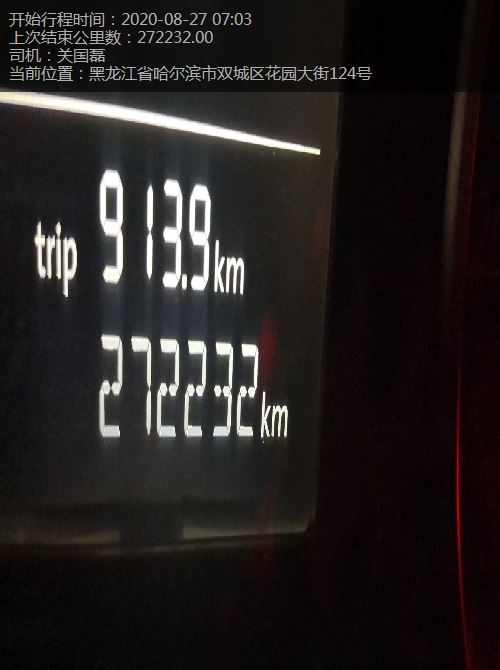 开始行程时间：2020-08-27 07:03
上次结束公里数：272232.00
司机：关国磊
当前位置：黑龙江省哈尔滨市双城区花园大街124号
trip 913.9 km
272232 km